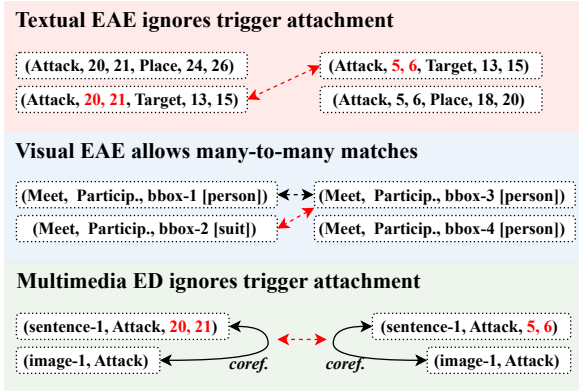 Textual EAE ignores trigger attachment
(Attack, 20, 21, Place, 24, 26) (Attack, 5, 6, Target, 13, 15)
(Attack, 20, 21, Target, 13, 15) (Attack, 5, 6, Place, 18, 20)
Visual EAE allows many-to-many matches
(Meet, Particip., bbox-1 [person]) (Meet, Particip., bbox-3 [person])
(Meet, Particip., bbox-2 [suit]) (Meet, Particip., bbox-4 [person])
Multimedia ED ignores trigger attachment
(sentence-1, Attack, 20, 21) (sentence-1, Attack, 5, 6)
(image-1, Attack) coref. coref. (image-1, Attack)